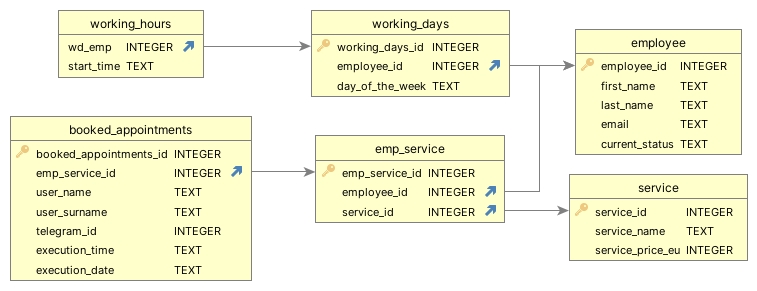 working_hours
wd_emp INTEGER
start_time TEXT
working_days
working_days_id INTEGER
employee_id INTEGER
day_of_the_week TEXT
employee
employee_id INTEGER
first_name TEXT
last_name TEXT
email TEXT
current_status TEXT
booked_appointments
booked_appointments_id INTEGER
emp_service_id INTEGER
user_name TEXT
user_surname TEXT
telegram_id INTEGER
execution_time TEXT
execution_date TEXT
emp_service
emp_service_id INTEGER
employee_id INTEGER
service_id INTEGER
service
service_id INTEGER
service_name TEXT
service_price_eu INTEGER